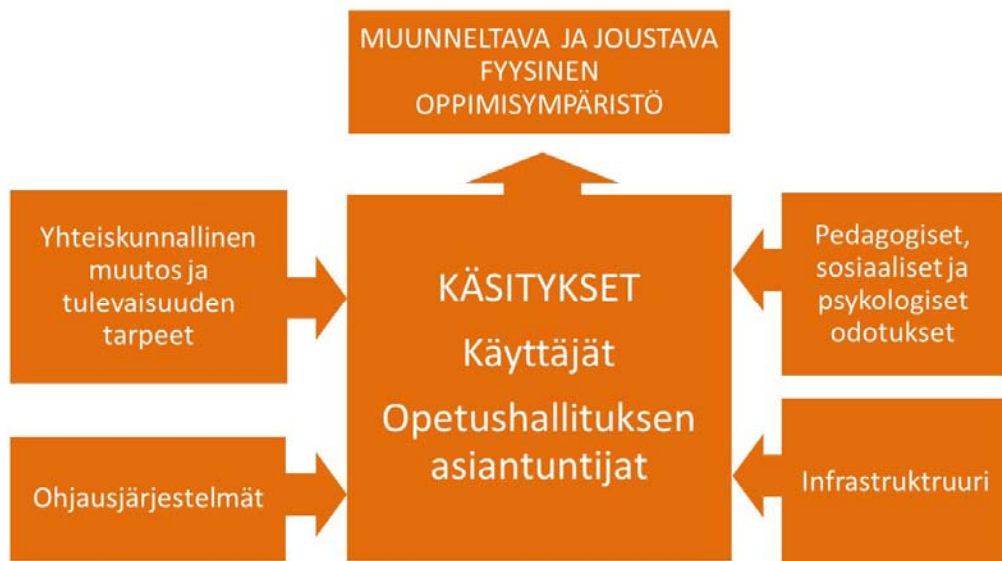 MUUNNELTAVA JA JOUSTAVA
FYYSINEN
OPPIMISYMPÄRISTÖ
Yhteiskunnallinen
muutos ja
tulevaisuuden
tarpeet
Ohjausjärjestelmät
KÄSITYKSET
Käyttäjät
Opetushallituksen
asiantuntijat
Pedagogiset,
sosiaaliset ja
psykologiset
odotukset
Infrastruktruuri